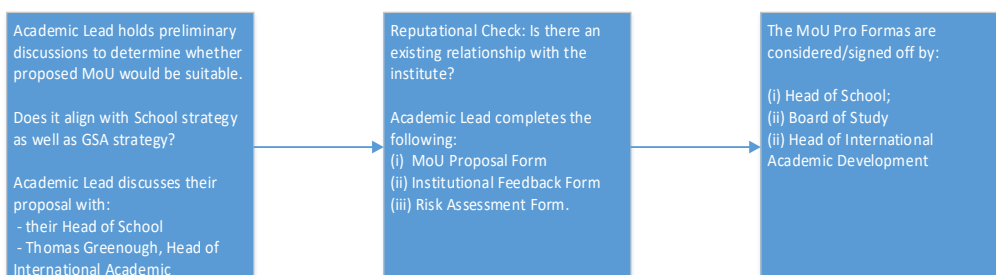 Academic Lead holds preliminary
discussions to determine whether
proposed MoU would be suitable.
Does it align with School strategy
as well as GSA strategy?
Academic Lead discusses their
proposal with:
- their Head of School
- Thomas Greenough, Head of
International Academic
Reputational Check: Is there an
existing relationship with the
institute?
Academic Lead completes the
following:
(i) MoU Proposal Form
(ii) Institutional Feedback Form
(iii) Risk Assessment Form.
The MoU Pro Formas are
considered/signed off by:
(i) Head of School;
(ii) Board of Study
(ii) Head of International
Academic Development